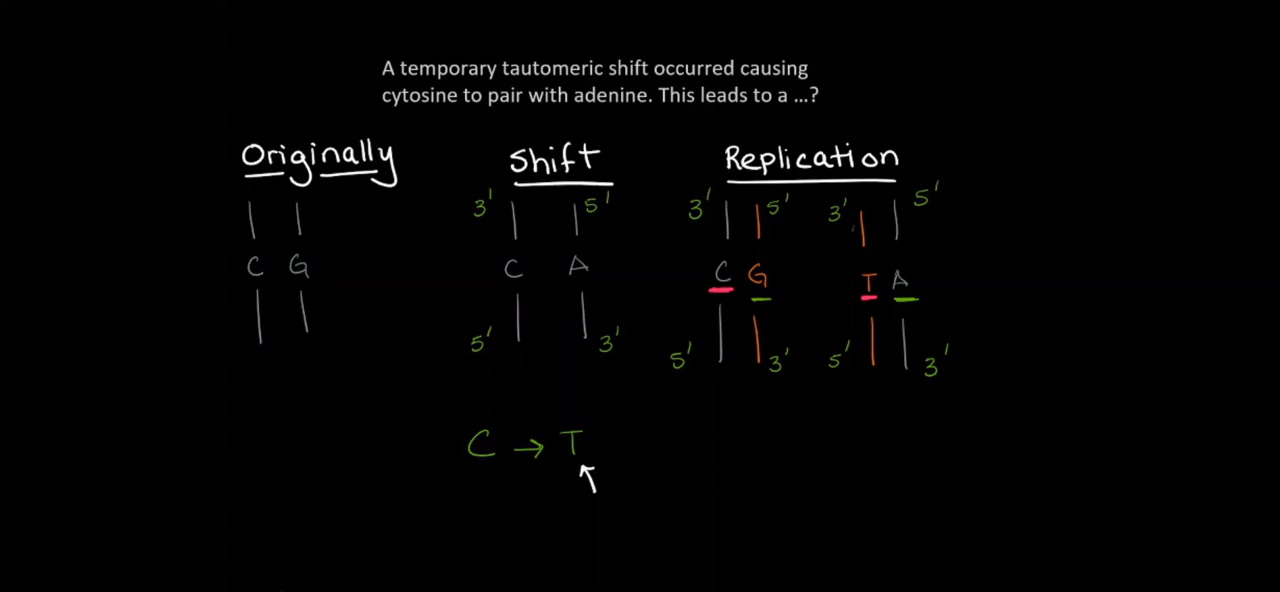 A temporary tautomeric shift occurred causing
cytosine to pair with adenine. This leads to a ...?
Originally Shift Replication
3' 5' 3' 5' 3' 5'
C G C A C G T A
5' 3' 5' 3' 5' 3'
C → T